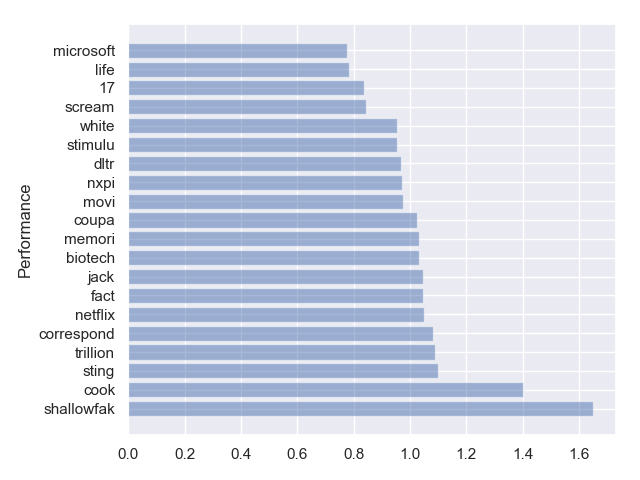 microsoft
life
17
scream
white
stimulu
dltr
nxpi
movi
coupa
memori
biotech
jack
fact
netflix
correspond
trillion
sting
cook
shallowfak
Performance
0.0 0.2 0.4 0.6 0.8 1.0 1.2 1.4 1.6